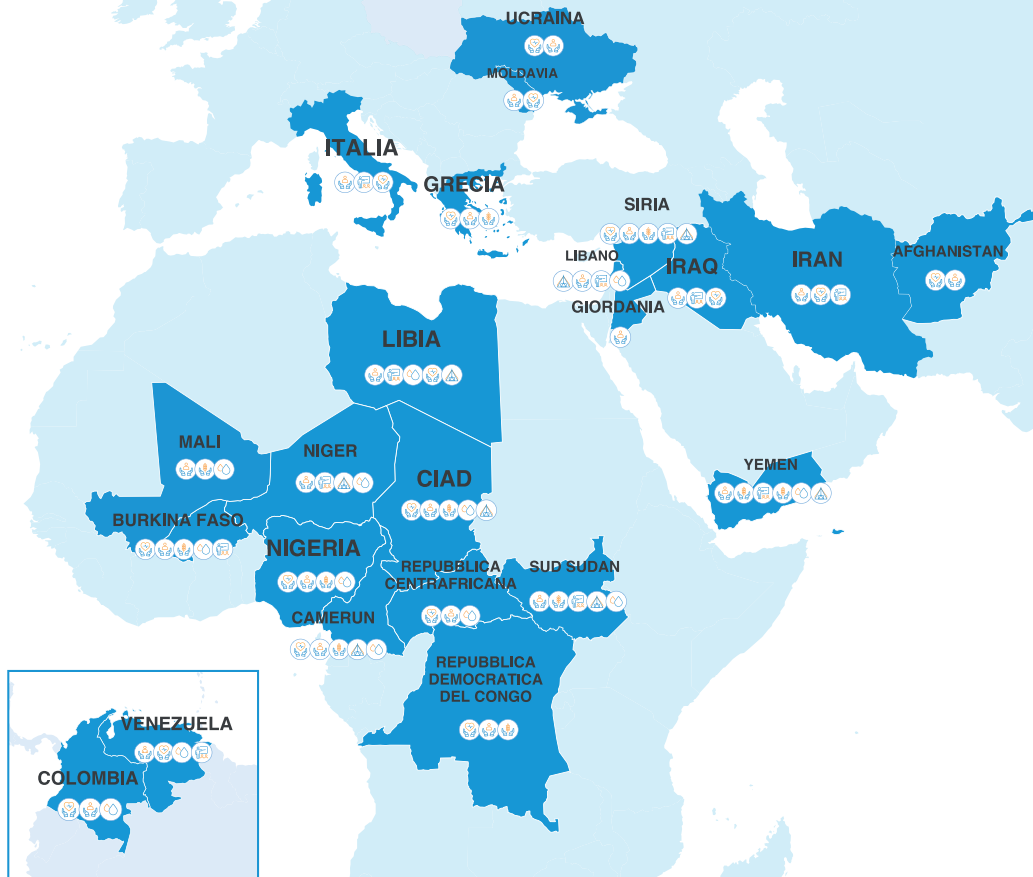 UCRAINA
MOLDAVIA
ITALIA
GRECIA
SIRIA
LIBANO
IRAQ
IRAN
AFGHANISTAN
GIORDANIA
LIBIA
MALI
NIGER
CIAD
YEMEN
BURKINA FASO
NIGERIA
REPUBBLICA
CENTRAFRICANA
SUD SUDAN
CAMERUN
REPUBBLICA
DEMOCRATICA
DEL CONGO
VENEZUELA
COLOMBIA